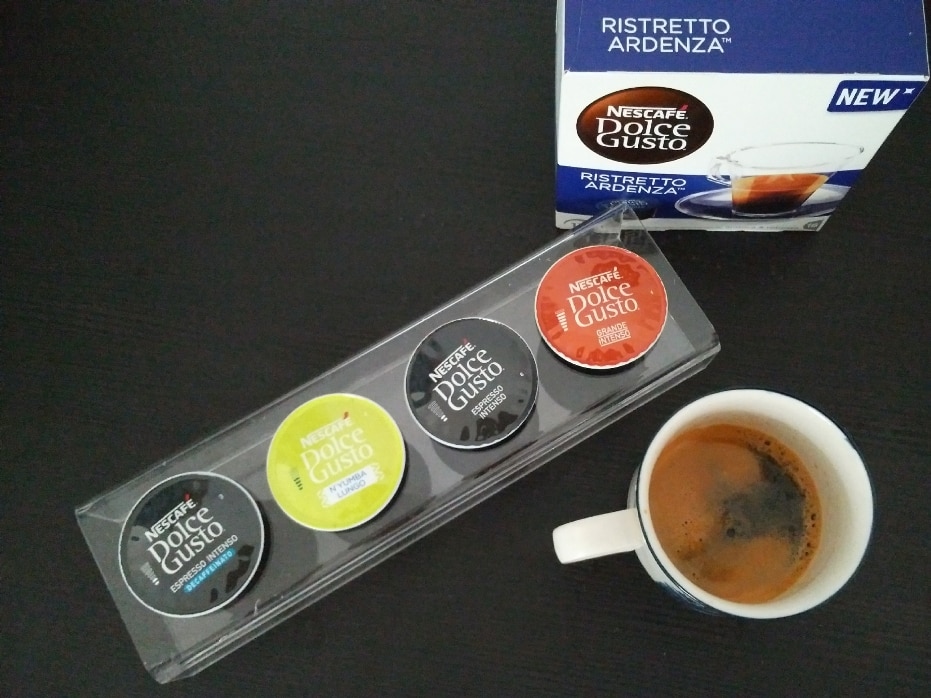 RISTRETTO
ARDENZA™
NEW
NESCAFÉ
Dolce
Gusto
RISTRETTO
ARDENZA™
NESCAFÉ
Dolce
Gusto
GRANDE
INTENSO
NESCAFÉ
Dolce
Gusto
ESPRESSO
INTENSO
NESCAFÉ
Dolce
Gusto
N'YUMBA
LUNGO
NESCAFÉ
Dolce
Gusto
ESPRESSO INTENSO
DECAFFEINATO